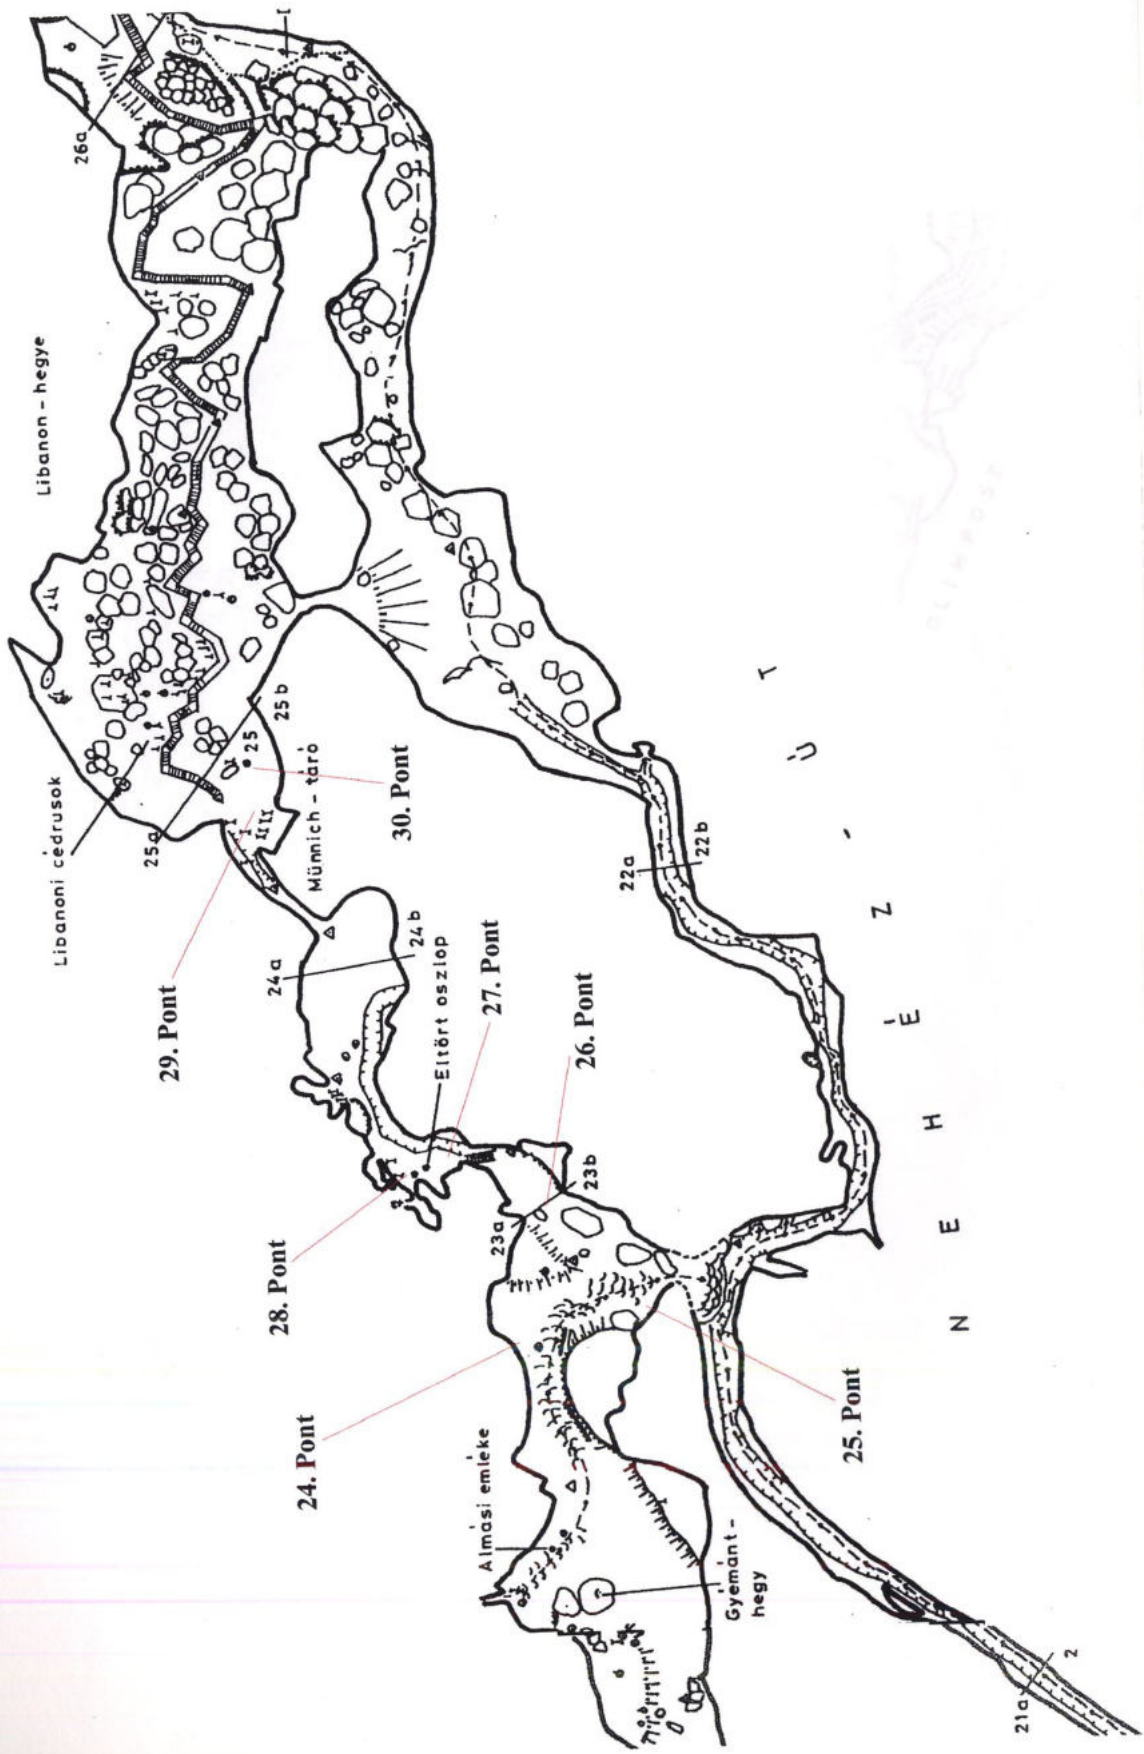 26a
I
Libanon - hegye
Libanoni cédrusok
25a
25b
25
Münnich - táró
30. Pont
29. Pont
24a
24b
Eltört oszlop
27. Pont
26. Pont
28. Pont
23a
23b
22a
22b
24. Pont
25. Pont
Almási emléke
Gyémánt -
hegy
21a
2
N E H É Z - Ú T
OLIMPOSZ